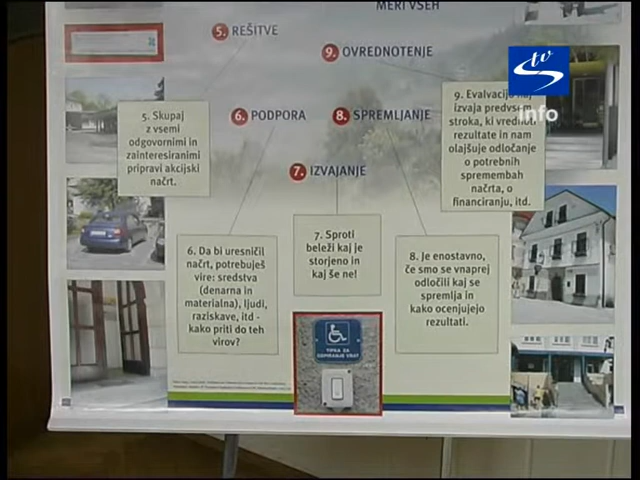 MERI VSEH
5. REŠITVE
9. OVREDNOTENJE
tv
S
info
5. Skupaj
z vsemi
odgovornimi in
zainteresiranimi
pripravi akcijski
načrt.
6. PODPORA
8. SPREMLJANJE
9. Evalvacijo naj
izvaja predvsem
stroka, ki vrednoti
rezultate in nam
olajšuje odločanje
o potrebnih
spremembah
načrta, o
financiranju, itd.
7. IZVAJANJE
6. Da bi uresničil
načrt, potrebuješ
vire: sredstva
(denarna in
materialna), ljudi,
raziskave, itd -
kako priti do teh
virov?
7. Sproti
beleži kaj je
storjeno in
kaj še ne!
8. Je enostavno,
če smo se vnaprej
odločili kaj se
spremlja in
kako ocenjujejo
rezultati.
TIPKA ZA
ODPIRANJE VRAT